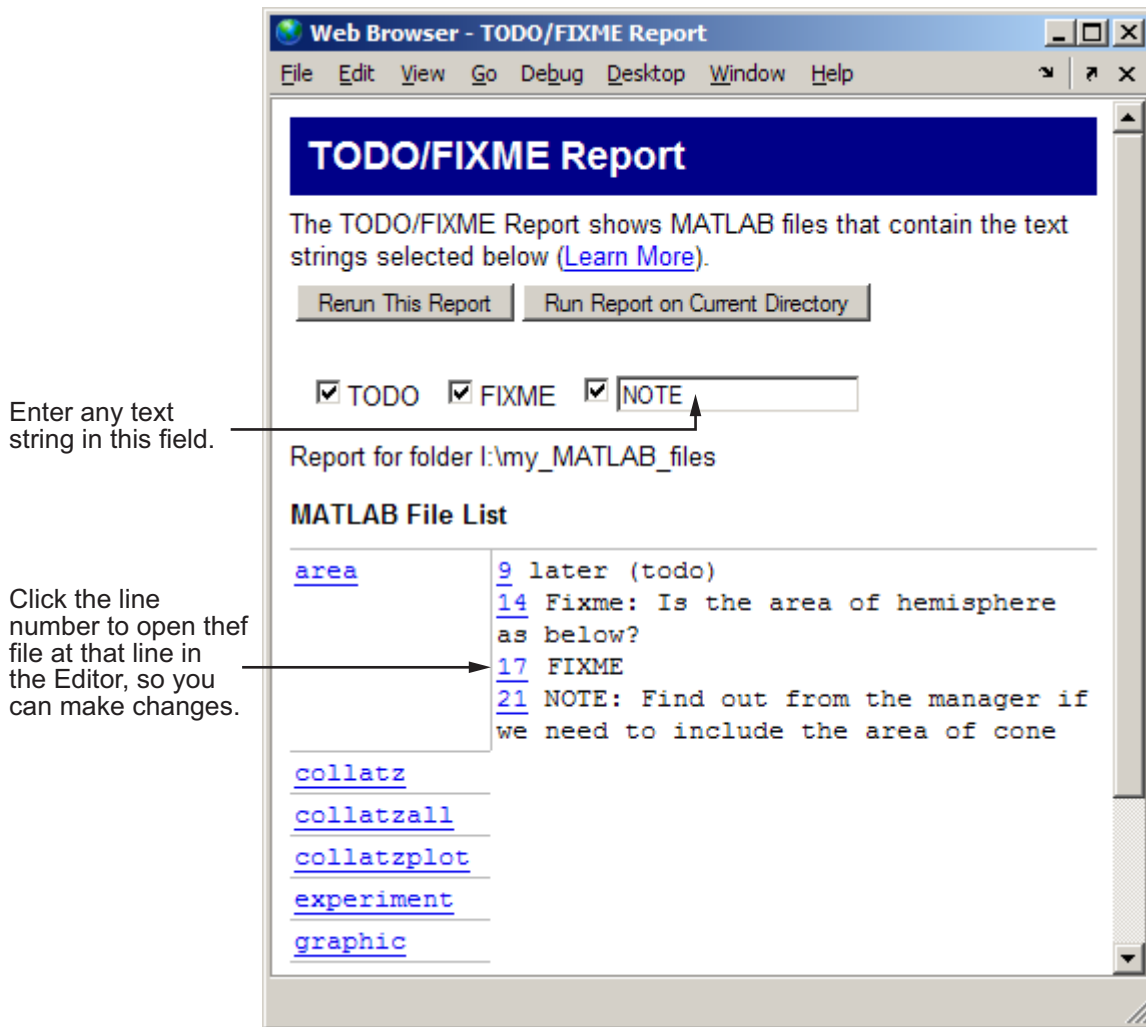 Web Browser - TODO/FIXME Report
File Edit View Go Debug Desktop Window Help
TODO/FIXME Report
The TODO/FIXME Report shows MATLAB files that contain the text
strings selected below (Learn More).
Rerun This Report Run Report on Current Directory
TODO FIXME NOTE
Enter any text
string in this field.
Report for folder I:\my_MATLAB_files
MATLAB File List
area
9 later (todo)
14 Fixme: Is the area of hemisphere
as below?
17 FIXME
21 NOTE: Find out from the manager if
we need to include the area of cone
Click the line
number to open thef
file at that line in
the Editor, so you
can make changes.
collatz
collatzall
collatzplot
experiment
graphic